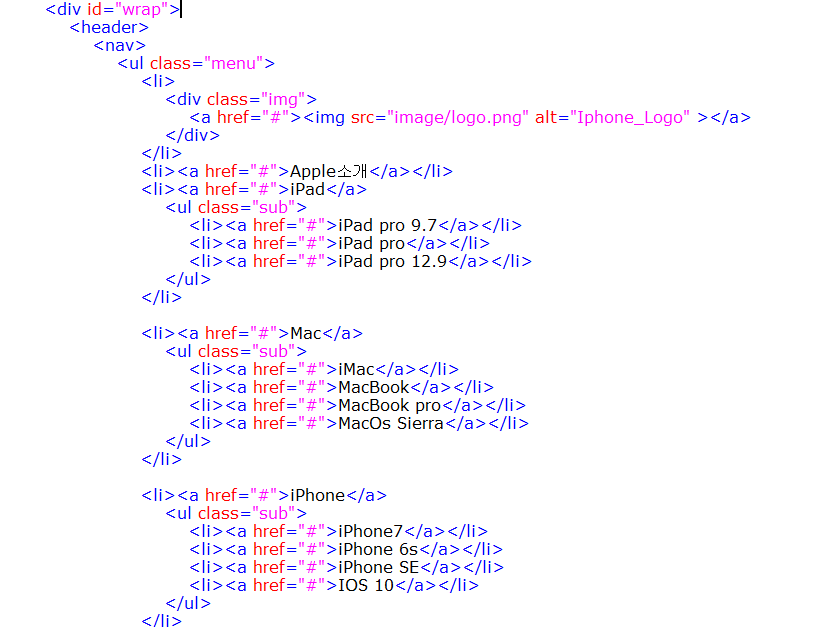 <div id="wrap">
<header>
<nav>
<ul class="menu">
<li>
<div class="img">
<a href="#"><img src="image/logo.png" alt="Iphone_Logo" ></a>
</div>
</li>
<li><a href="#">Apple소개</a></li>
<li><a href="#">iPad</a>
<ul class="sub">
<li><a href="#">iPad pro 9.7</a></li>
<li><a href="#">iPad pro</a></li>
<li><a href="#">iPad pro 12.9</a></li>
</ul>
</li>
<li><a href="#">Mac</a>
<ul class="sub">
<li><a href="#">iMac</a></li>
<li><a href="#">MacBook</a></li>
<li><a href="#">MacBook pro</a></li>
<li><a href="#">MacOs Sierra</a></li>
</ul>
</li>
<li><a href="#">iPhone</a>
<ul class="sub">
<li><a href="#">iPhone7</a></li>
<li><a href="#">iPhone 6s</a></li>
<li><a href="#">iPhone SE</a></li>
<li><a href="#">IOS 10</a></li>
</ul>
</li>